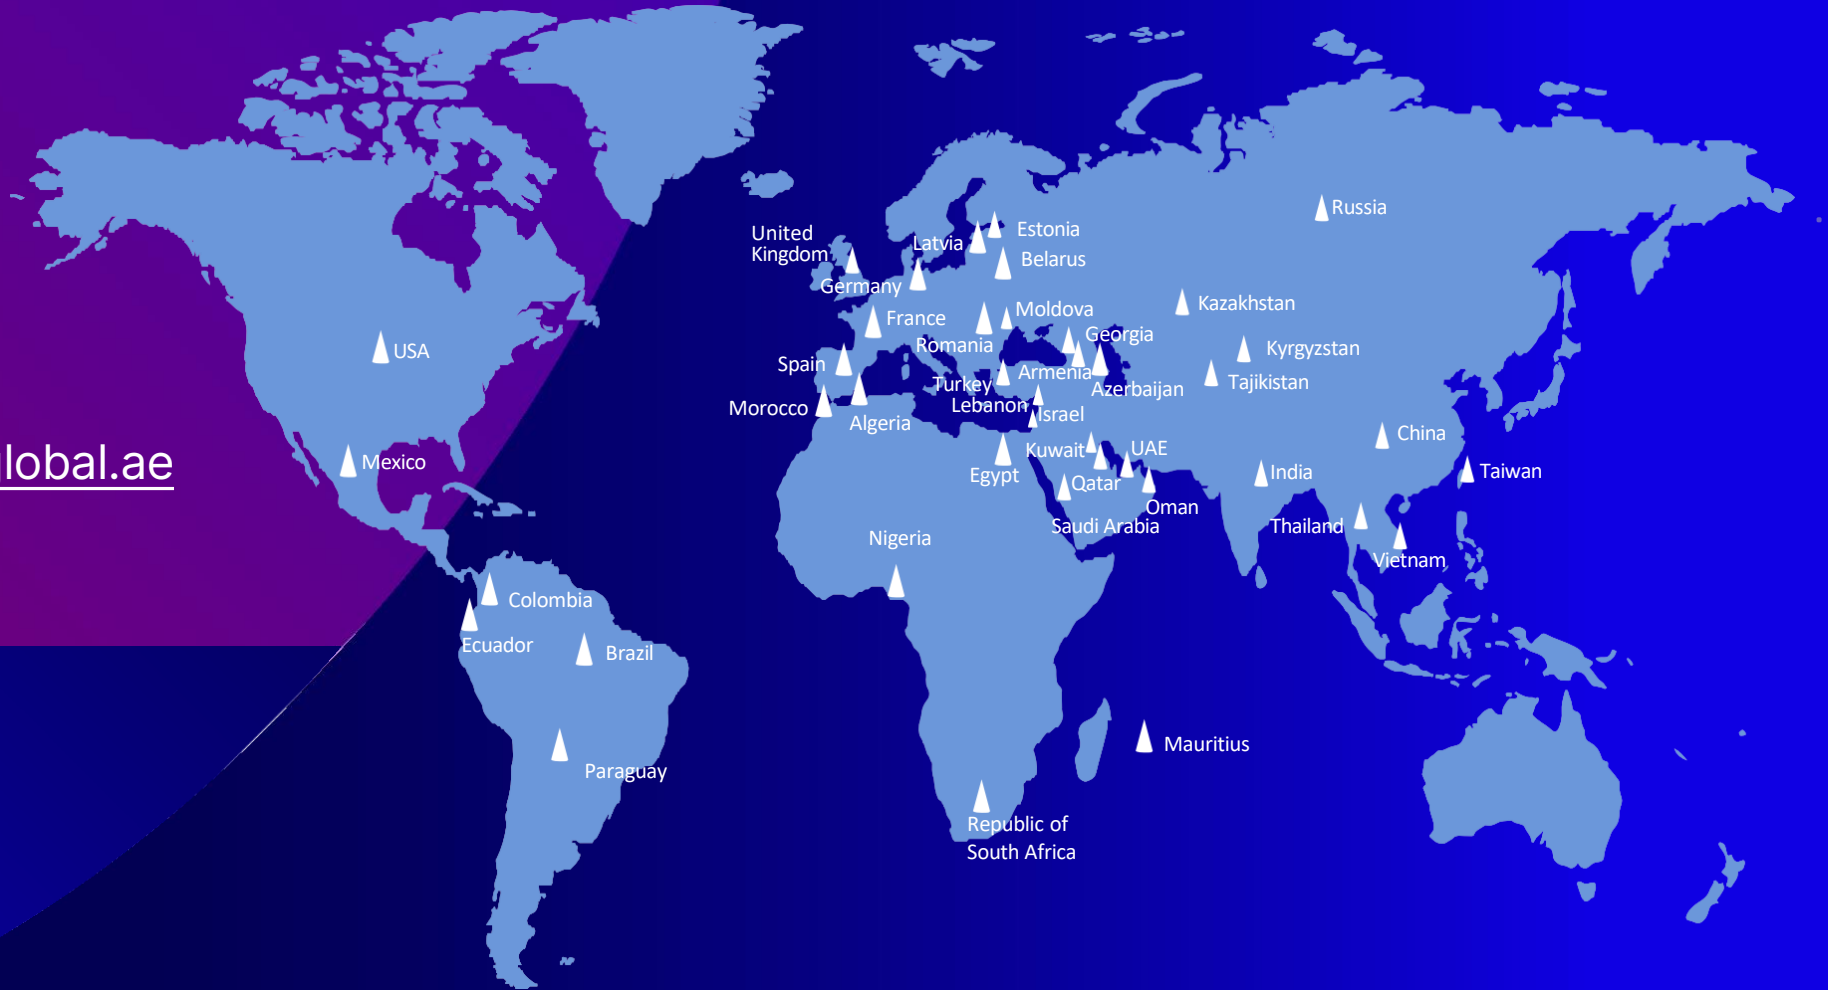 Russia
Estonia
United
Kingdom
Latvia
Belarus
Germany
Kazakhstan
Moldova
France
Georgia
Romania
Kyrgyzstan
USA
Spain
Armenia
Tajikistan
Turkey
Azerbaijan
Lebanon
Morocco
Israel
Algeria
China
UAE
Kuwait
global.ae
Mexico
India
Taiwan
Egypt
Qatar
Oman
Saudi Arabia
Thailand
Nigeria
Vietnam
Colombia
Ecuador
Brazil
Mauritius
Paraguay
Republic of
South Africa